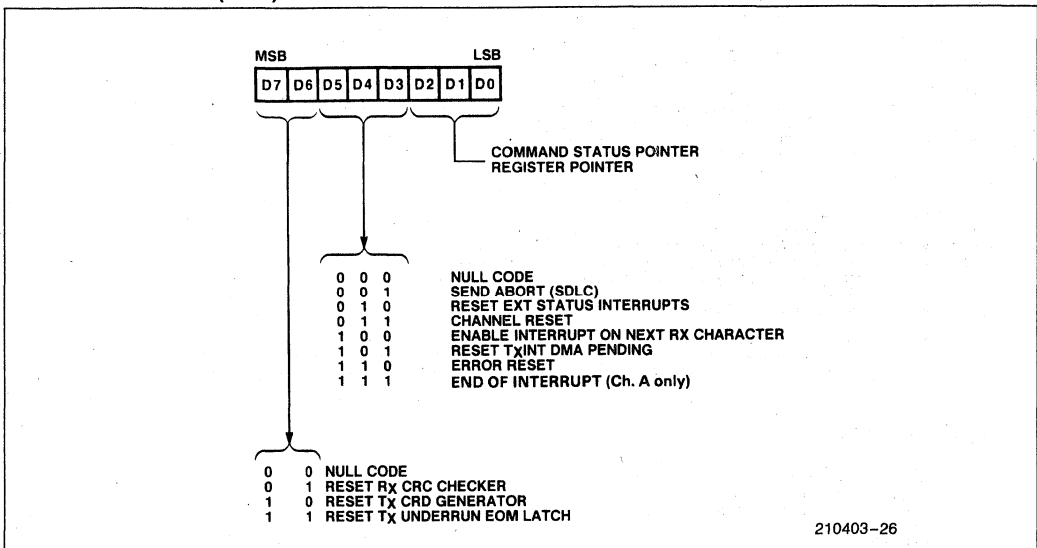 MSB LSB
D7 D6 D5 D4 D3 D2 D1 D0
COMMAND STATUS POINTER
REGISTER POINTER
0 0 0 NULL CODE
0 0 1 SEND ABORT (SDLC)
0 1 0 RESET EXT STATUS INTERRUPTS
0 1 1 CHANNEL RESET
1 0 0 ENABLE INTERRUPT ON NEXT RX CHARACTER
1 0 1 RESET TXINT DMA PENDING
1 1 0 ERROR RESET
1 1 1 END OF INTERRUPT (Ch. A only)
0 0 NULL CODE
0 1 RESET RX CRC CHECKER
1 0 RESET TX CRD GENERATOR
1 1 RESET TX UNDERRUN EOM LATCH
210403-26